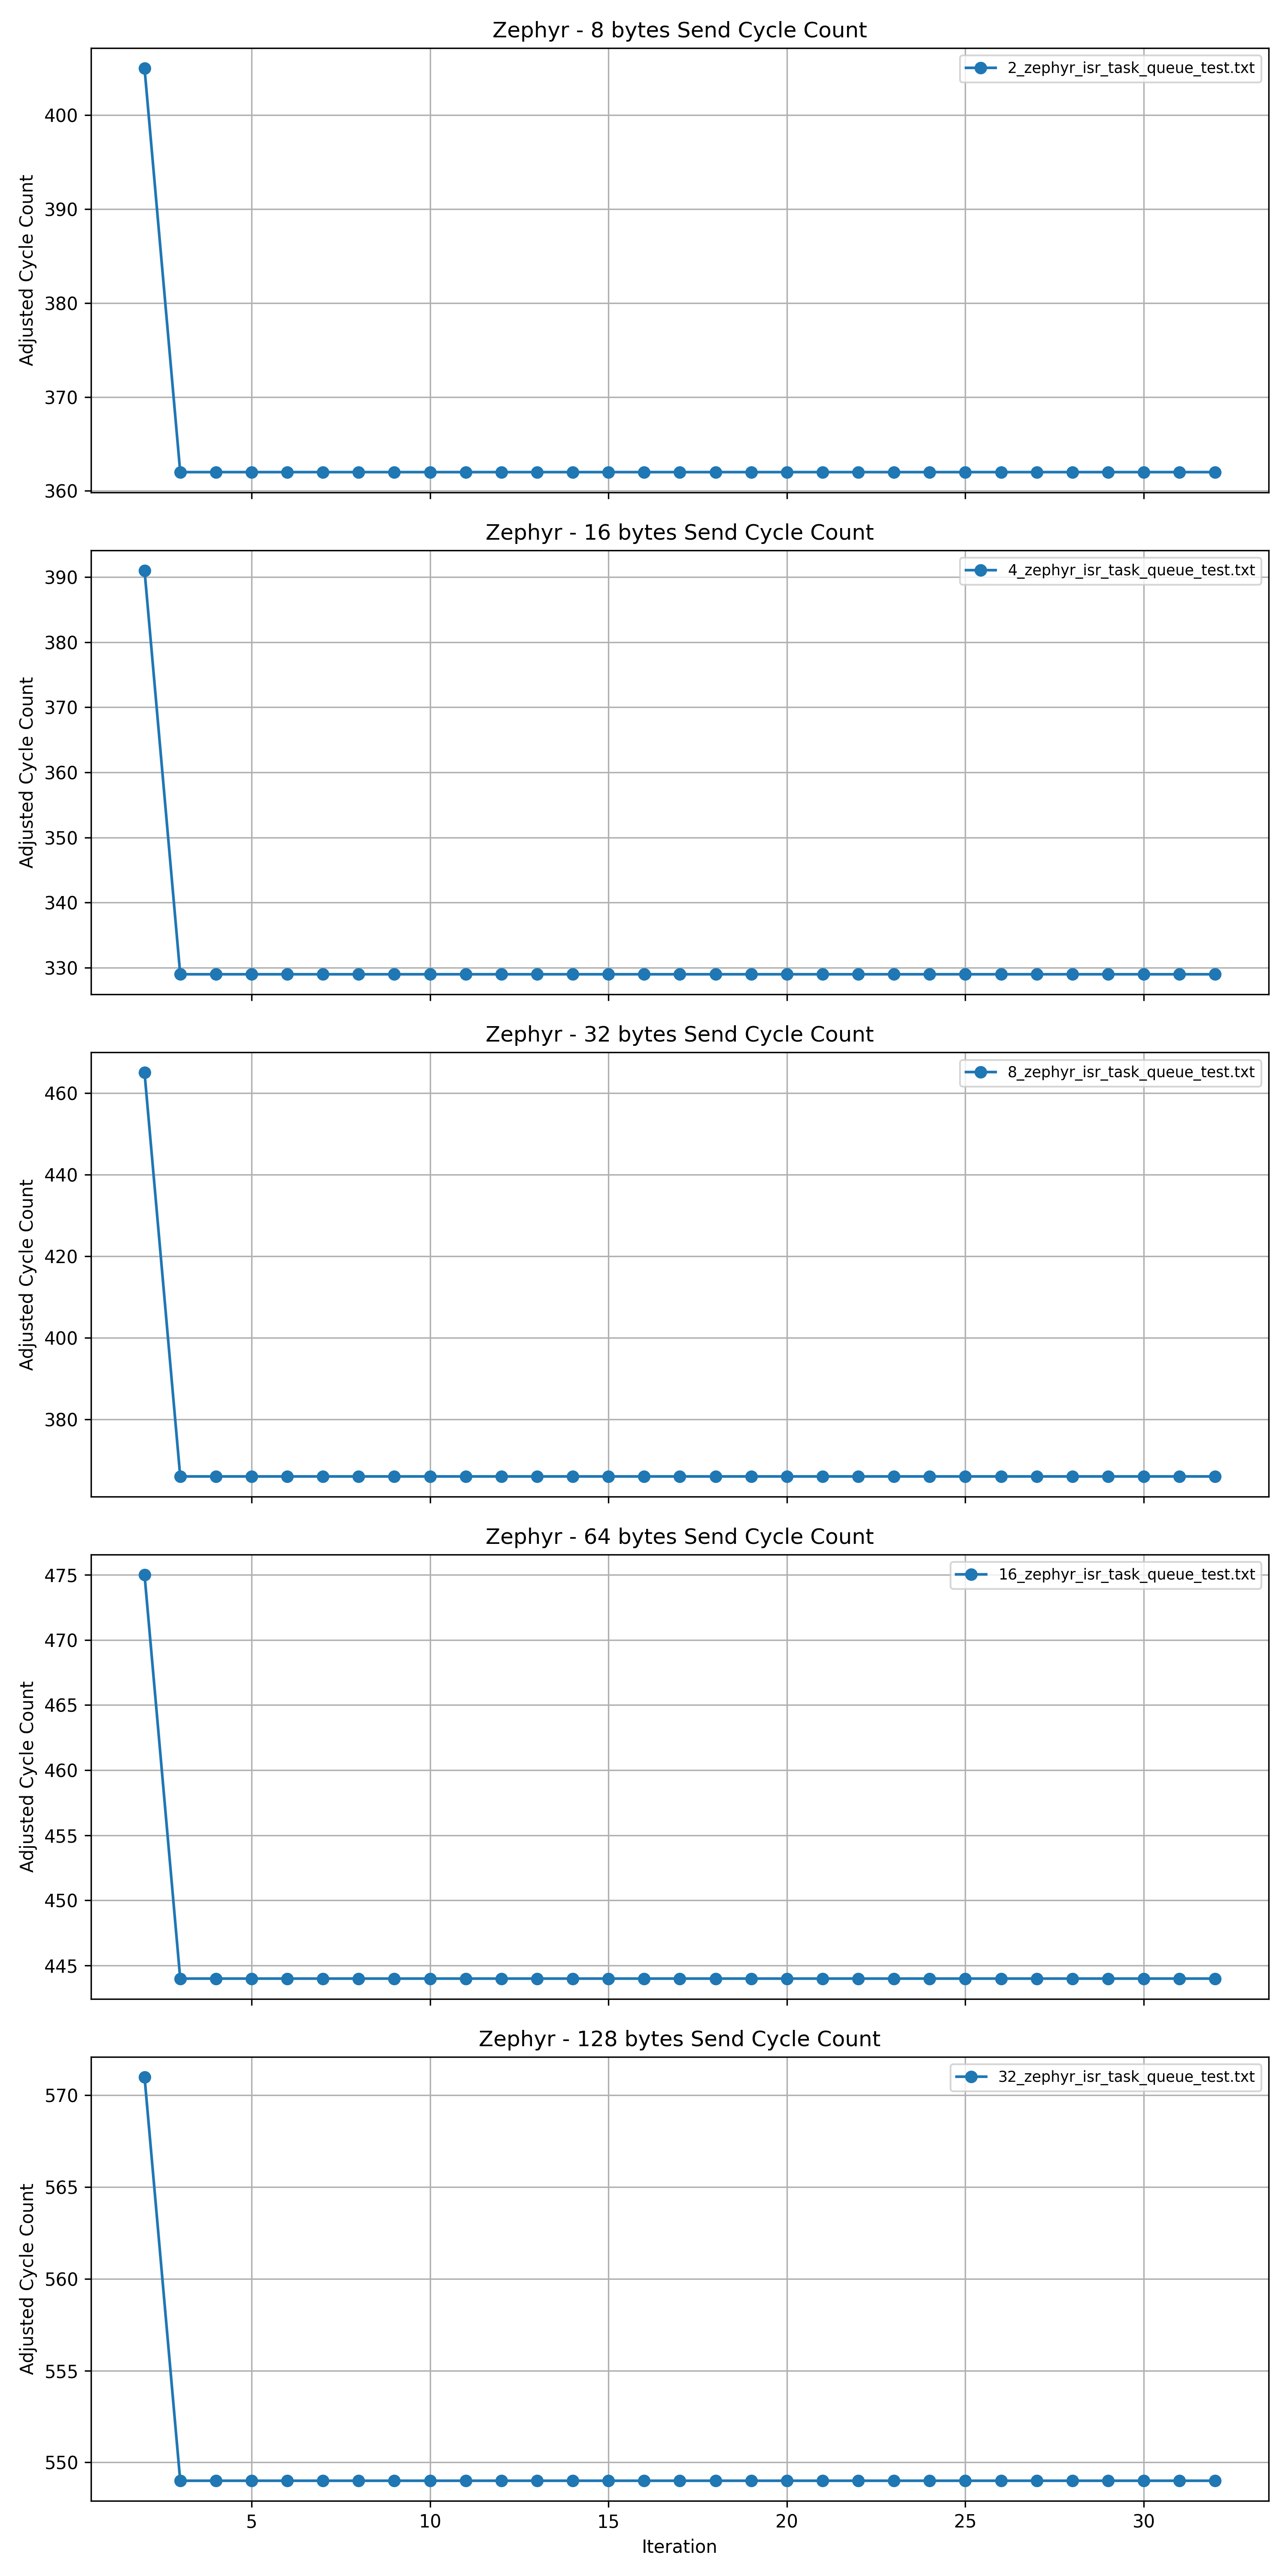 Zephyr - 8 bytes Send Cycle Count
2_zephyr_isr_task_queue_test.txt
Adjusted Cycle Count
400
390
380
370
360
Zephyr - 16 bytes Send Cycle Count
4_zephyr_isr_task_queue_test.txt
Adjusted Cycle Count
390
380
370
360
350
340
330
Zephyr - 32 bytes Send Cycle Count
8_zephyr_isr_task_queue_test.txt
Adjusted Cycle Count
460
440
420
400
380
Zephyr - 64 bytes Send Cycle Count
16_zephyr_isr_task_queue_test.txt
Adjusted Cycle Count
475
470
465
460
455
450
445
Zephyr - 128 bytes Send Cycle Count
32_zephyr_isr_task_queue_test.txt
Adjusted Cycle Count
570
565
560
555
550
5 10 15 20 25 30
Iteration